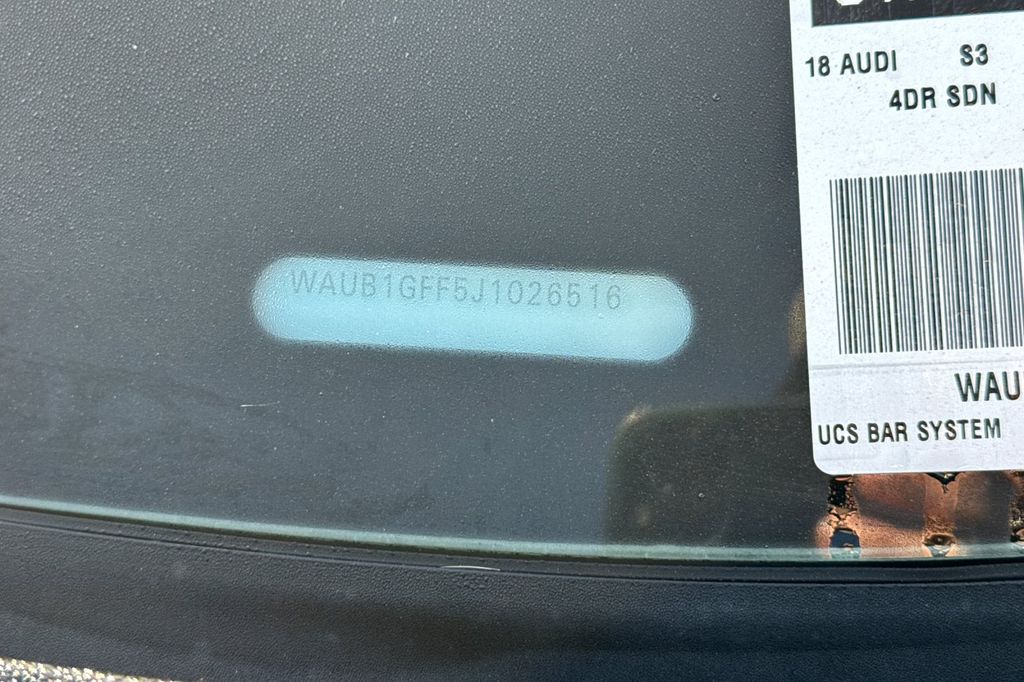 18 AUDI S3
4DR SDN
WAUB1GFF5J1026516
WAU
UCS BAR SYSTEM